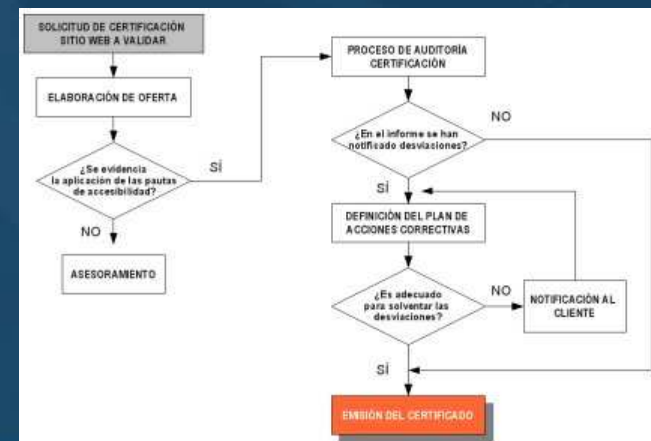 SOLICITUD DE CERTIFICACIÓN
SITIO WEB A VALIDAR
ELABORACIÓN DE OFERTA
¿Se evidencia
la aplicación de las pautas
de accesibilidad?
SÍ
NO
ASESORAMIENTO
PROCESO DE AUDITORÍA
CERTIFICACIÓN
¿En el informe se han
notificado desviaciones?
NO
SÍ
DEFINICIÓN DEL PLAN DE
ACCIONES CORRECTIVAS
¿Es adecuado
para solventar las
desviaciones?
NO
NOTIFICACIÓN AL
CLIENTE
SÍ
EMISIÓN DEL CERTIFICADO